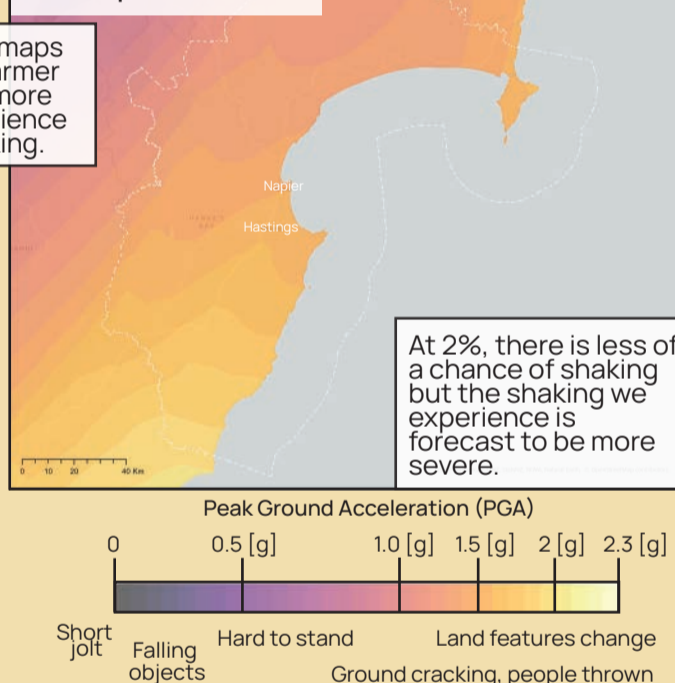 maps
more
ing.
Napier
Hastings
At 2%, there is less of
a chance of shaking
but the shaking we
experience is
forecast to be more
severe.
0 10 20 40 Km
Peak Ground Acceleration (PGA)
0 0.5 [g] 1.0 [g] 1.5 [g] 2 [g] 2.3 [g]
Short
jolt
Falling
objects
Hard to stand
Land features change
Ground cracking, people thrown